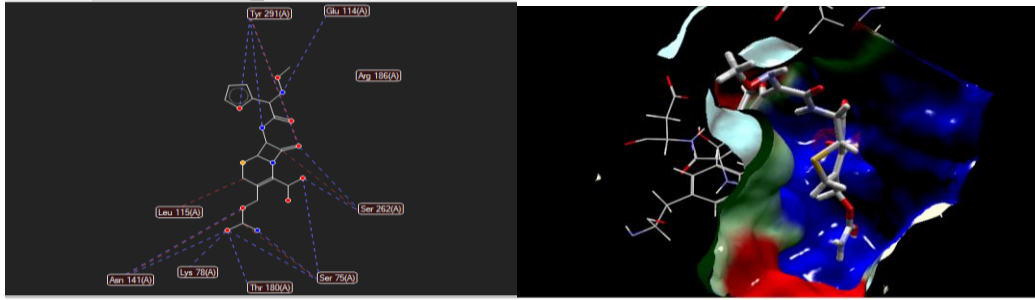 Tyr 291(A)
Glu 114(A)
Arg 186(A)
Leu 115(A)
Ser 262(A)
Asn 141(A)
Lys 78(A)
Thr 180(A)
Ser 75(A)